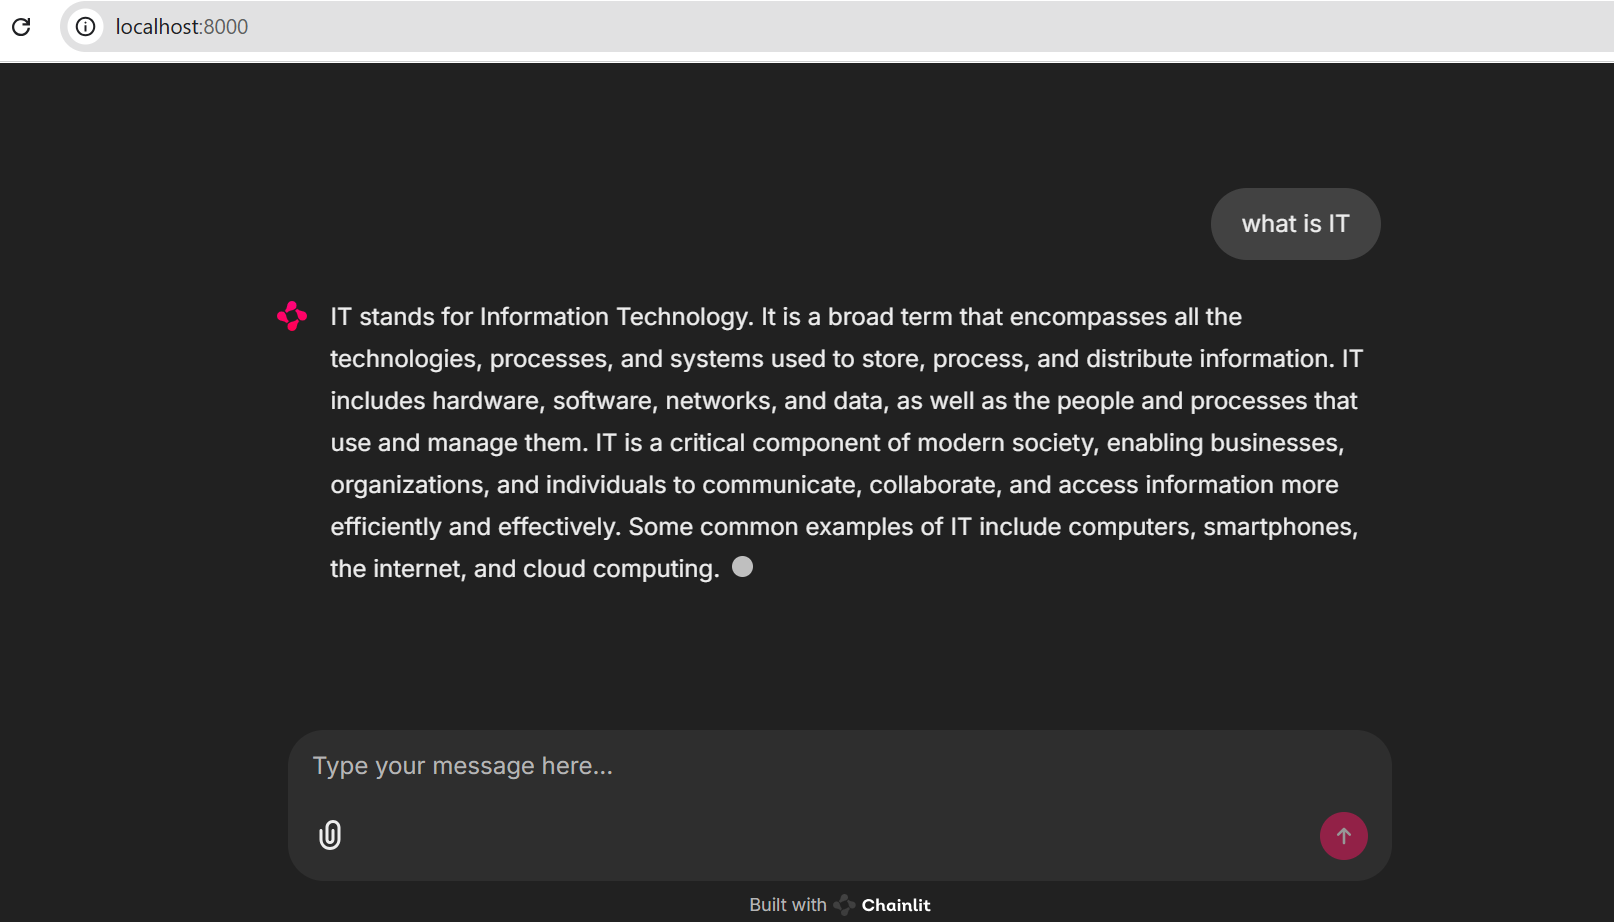 localhost:8000
what is IT
IT stands for Information Technology. It is a broad term that encompasses all the
technologies, processes, and systems used to store, process, and distribute information. IT
includes hardware, software, networks, and data, as well as the people and processes that
use and manage them. IT is a critical component of modern society, enabling businesses,
organizations, and individuals to communicate, collaborate, and access information more
efficiently and effectively. Some common examples of IT include computers, smartphones,
the internet, and cloud computing.
Type your message here...
Built with Chainlit